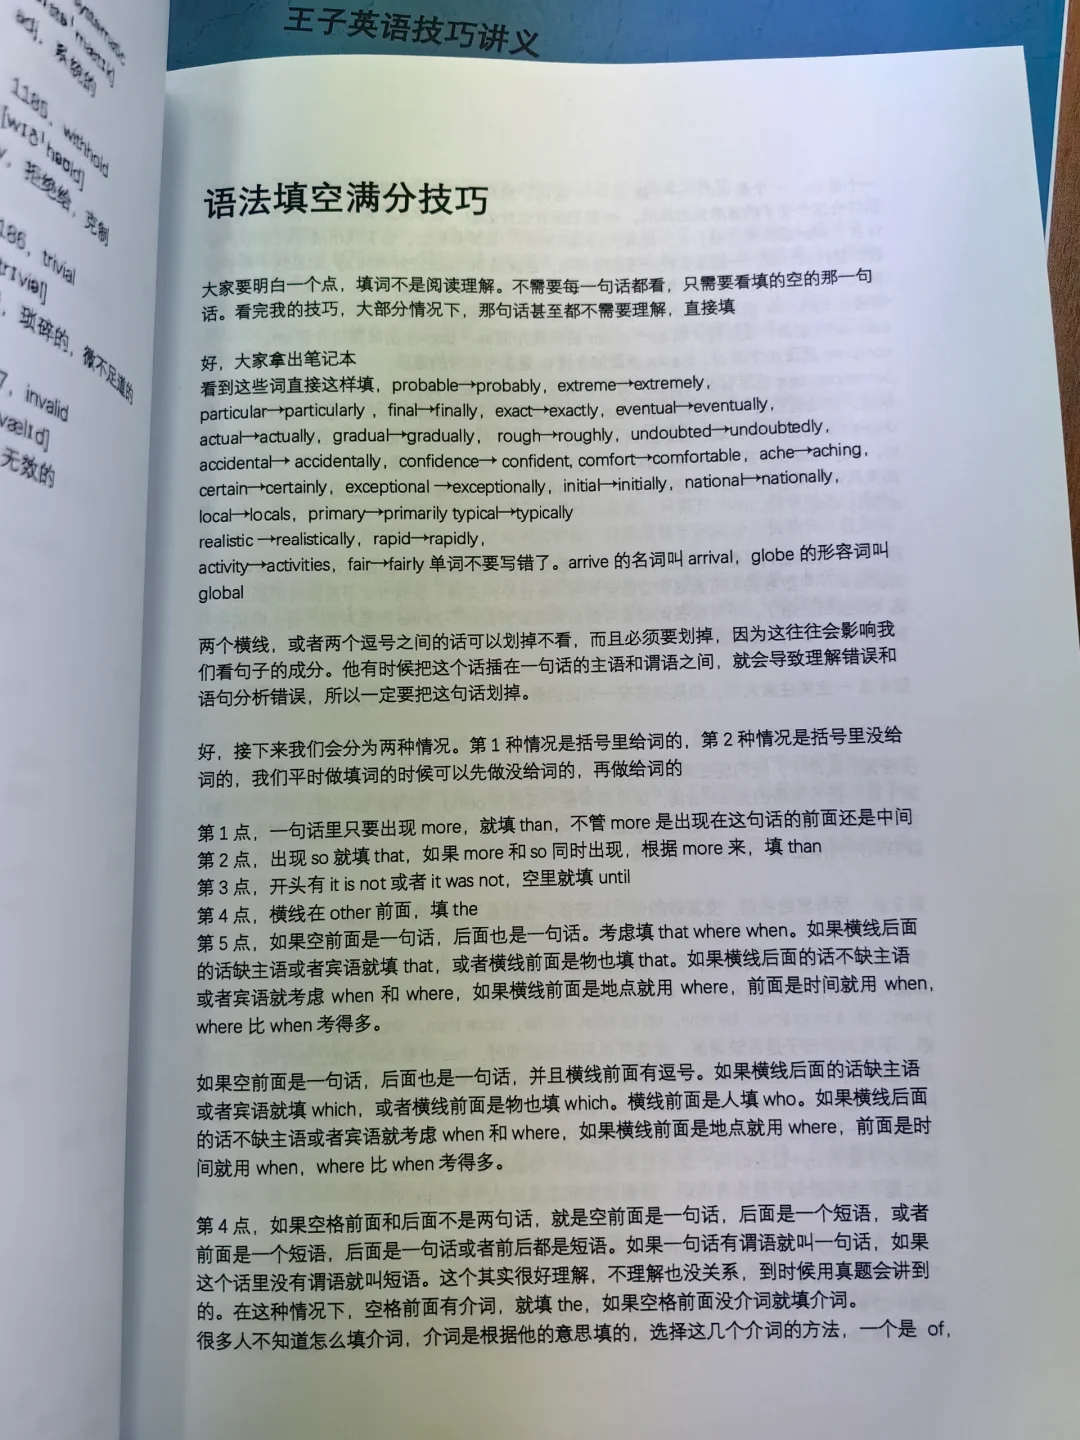 王子英语技巧讲义
systematic
adj，系统的
1185，withhold
[wɪð'həʊld]
v，拒绝给，克制
186，trivial
琐碎的，微不足道的
7，invalid
无效的
语法填空满分技巧
大家要明白一个点，填词不是阅读理解。不需要每一句话都看，只需要看填的空的那一句
话。看完我的技巧，大部分情况下，那句话甚至都不需要理解，直接填
好，大家拿出笔记本
看到这些词直接这样填，probable→probably，extreme→extremely，
particular→particularly，final→finally，exact→exactly，eventual→eventually，
actual→actually，gradual→gradually， rough→roughly，undoubted→undoubtedly，
accidental→ accidentally，confidence→ confident, comfort→comfortable，ache→aching，
certain→certainly，exceptional →exceptionally，initial→initially，national→nationally，
local→locals，primary→primarily typical→typically
realistic →realistically，rapid→rapidly，
activity→activities，fair→fairly 单词不要写错了。arrive 的名词叫 arrival，globe 的形容词叫
global
两个横线，或者两个逗号之间的话可以划掉不看，而且必须要划掉，因为这往往会影响我
们看句子的成分。他有时候把这个话插在一句话的主语和谓语之间，就会导致理解错误和
语句分析错误，所以一定要把这句话划掉。
好，接下来我们会分为两种情况。第 1 种情况是括号里给词的，第 2 种情况是括号里没给
词的，我们平时做填词的时候可以先做没给词的，再做给词的
第 1 点，一句话里只要出现 more，就填 than，不管 more 是出现在这句话的前面还是中间
第 2 点，出现 so 就填 that，如果 more 和 so 同时出现，根据 more 来，填 than
第 3 点，开头有 it is not 或者 it was not，空里就填 until
第 4 点，横线在 other 前面，填 the
第 5 点，如果空前面是一句话，后面也是一句话。考虑填 that where when。如果横线后面
的话缺主语或者宾语就填 that，或者横线前面是物也填 that。如果横线后面的话不缺主语
或者宾语就考虑 when 和 where，如果横线前面是地点就用 where，前面是时间就用 when，
where 比 when 考得多。
如果空前面是一句话，后面也是一句话，并且横线前面有逗号。如果横线后面的话缺主语
或者宾语就填 which，或者横线前面是物也填 which。横线前面是人填 who。如果横线后面
的话不缺主语或者宾语就考虑 when 和 where，如果横线前面是地点就用 where，前面是时
间就用 when，where 比 when 考得多。
第 4 点，如果空格前面和后面不是两句话，就是空前面是一句话，后面是一个短语，或者
前面是一个短语，后面是一句话或者前后都是短语。如果一句话有谓语就叫一句话，如果
这个话里没有谓语就叫短语。这个其实很好理解，不理解也没关系，到时候用真题会讲到
的。在这种情况下，空格前面有介词，就填 the，如果空格前面没介词就填介词。
很多人不知道怎么填介词，介词是根据他的意思填的，选择这几个介词的方法，一个是 of，